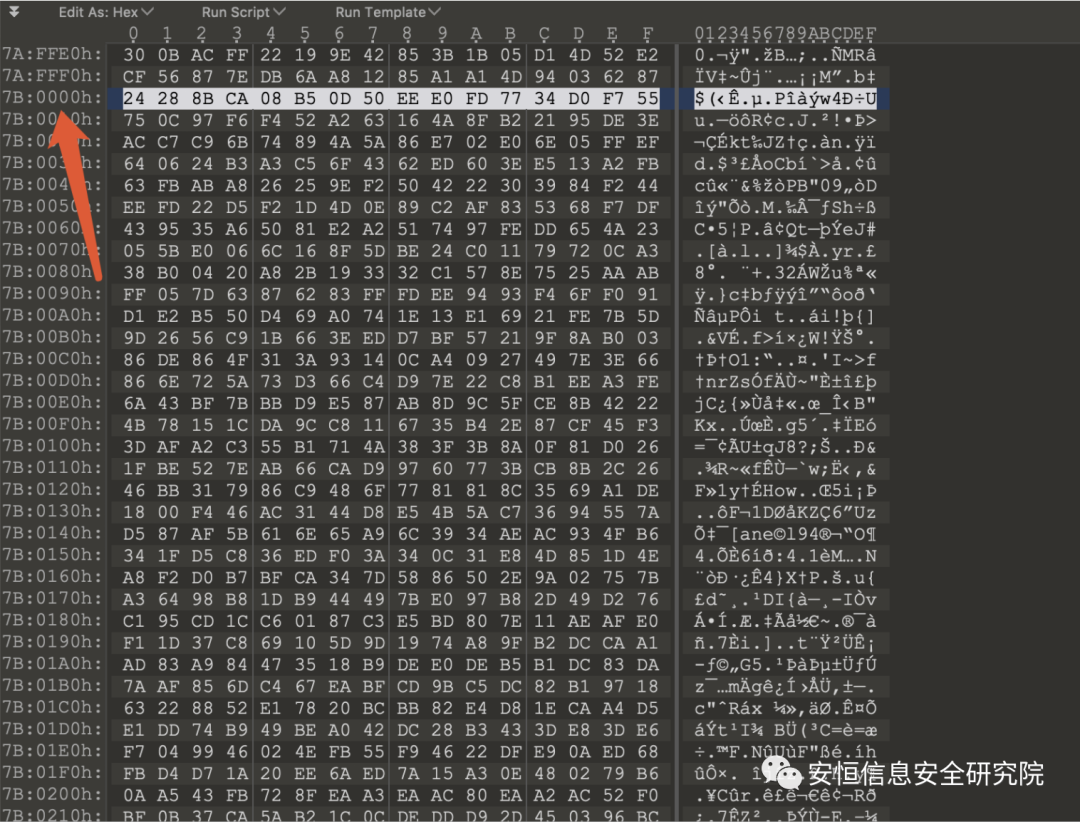 Edit As: Hex Run Script Run Template
0 1 2 3 4 5 6 7 8 9 A B C D E F 0123456789ABCDEF
7A:FFE0h: 30 0B AC FF 22 19 9E 42 85 3B 1B 05 D1 4D 52 E2 0.¬ÿ".žB…;..ÑMRâ
7A:FFF0h: CF 56 87 7E DB 6A A8 12 85 A1 A1 4D 94 03 62 87 ÏV‡~Ûj¨.…¡¡M”.b‡
7B:0000h: 24 28 8B CA 08 B5 0D 50 EE E0 FD 77 34 D0 F7 55 $(‹Ê.µ.Pîàýw4Ð÷U
7B:0010h: 75 0C 97 F6 F4 52 A2 63 16 4A 8F B2 21 95 DE 3E u.—öôR¢c.J.²!•Þ>
7B:0020h: AC C7 C9 6B 74 89 4A 5A 86 E7 02 E0 6E 05 FF EF ¬ÇÉkt‰JZ†ç.àn.ÿï
7B:0030h: 64 06 24 B3 A3 C5 6F 43 62 ED 60 3E E5 13 A2 FB d.$³£ÅoCbí`>å.¢û
7B:0040h: 63 FB AB A8 26 25 9E F2 50 42 22 30 39 84 F2 44 cû«¨&%žòPB"09„òD
7B:0050h: EE FD 22 D5 F2 1D 4D 0E 89 C2 AF 83 53 68 F7 DF îý"Õò.M.‰Â¯ƒSh÷ß
7B:0060h: 43 95 35 A6 50 81 E2 A2 51 74 97 FE DD 65 4A 23 C•5¦P.â¢Qt—þÝeJ#
7B:0070h: 05 5B E0 06 6C 16 8F 5D BE 24 C0 11 79 72 0C A3 .[à.l..]¾$À.yr.£
7B:0080h: 38 B0 04 20 A8 2B 19 33 32 C1 57 8E 75 25 AA AB 8°. ¨+.32ÁWŽu%ª«
7B:0090h: FF 05 7D 63 87 62 83 FF FD EE 94 93 F4 6F F0 91 ÿ.}c‡bƒÿýî”“ôoð‘
7B:00A0h: D1 E2 B5 50 D4 69 A0 74 1E 13 E1 69 21 FE 7B 5D ÑâµPÔi t..ái!þ{]
7B:00B0h: 9D 26 56 C9 1B 66 3E ED D7 BF 57 21 9F 8A B0 03 .&VÉ.f>í×¿W!ŸŠ°.
7B:00C0h: 86 DE 86 4F 31 3A 93 14 0C A4 09 27 49 7E 3E 66 †Þ†O1:“..¤.'I~>f
7B:00D0h: 86 6E 72 5A 73 D3 66 C4 D9 7E 22 C8 B1 EE A3 FE †nrZsÓfÄÙ~"È±î£þ
7B:00E0h: 6A 43 BF 7B BB D9 E5 87 AB 8D 9C 5F CE 8B 42 22 jC¿{»Ùå‡«.œ_Î‹B"
7B:00F0h: 4B 78 15 1C DA 9C C8 11 67 35 B4 2E 87 CF 45 F3 Kx..ÚœÈ.g5´.‡ÏEó
7B:0100h: 3D AF A2 C3 55 B1 71 4A 38 3F 3B 8A 0F 81 D0 26 =¯¢ÃU±qJ8?;Š..Ð&
7B:0110h: 1F BE 52 7E AB 66 CA D9 97 60 77 3B CB 8B 2C 26 .¾R~«fÊÙ—`w;Ë‹,&
7B:0120h: 46 BB 31 79 86 C9 48 6F 77 81 81 8C 35 69 A1 DE F»1y†ÉHow..Œ5i¡Þ
7B:0130h: 18 00 F4 46 AC 31 44 D8 E5 4B 5A C7 36 94 55 7A ..ôF¬1DØåKZÇ6”Uz
7B:0140h: D5 87 AF 5B 61 6E 65 A9 6C 39 34 AE AC 93 4F B6 Õ‡¯[ane©l94®¬“O¶
7B:0150h: 34 1F D5 C8 36 ED F0 3A 34 0C 31 E8 4D 85 1D 4E 4.ÕÈ6íð:4.1èM….N
7B:0160h: A8 F2 D0 B7 BF CA 34 7D 58 86 50 2E 9A 02 75 7B ¨òÐ·¿Ê4}X†P.š.u{
7B:0170h: A3 64 98 B8 1D B9 44 49 7B E0 97 B8 2D 49 D2 76 £d˜¸.¹DI{à—¸-IÒv
7B:0180h: C1 95 CD 1C C6 01 87 C3 E5 BD 80 7E 11 AE AF E0 Á•Í.Æ.‡Ãå½€~.®¯à
7B:0190h: F1 1D 37 C8 69 10 5D 9D 19 74 A8 9F B2 DC CA A1 ñ.7Èi.]..t¨Ÿ²ÜÊ¡
7B:01A0h: AD 83 A9 84 47 35 18 B9 DE E0 DE B5 B1 DC 83 DA -ƒ©„G5.¹ÞàÞµ±ÜƒÚ
7B:01B0h: 7A AF 85 6D C4 67 EA BF CD 9B C5 DC 82 B1 97 18 z¯…mÄgê¿Í›ÅÜ‚±—.
7B:01C0h: 63 22 88 52 E1 78 20 BC BB 82 E4 D8 1E CA A4 D5 c"ˆRáx ¼»‚äØ.Ê¤Õ
7B:01D0h: E1 DD 74 B9 49 BE A0 42 DC 28 B3 43 3D E8 3D E6 áÝt¹I¾ BÜ(³C=è=æ
7B:01E0h: F7 04 99 46 02 4E FB 55 F9 46 22 DF E9 0A ED 68 ÷.™F.NûUùF"ßé.íh
7B:01F0h: FB D4 D7 1A 20 EE 6A ED 7A 15 A3 0E 48 02 79 B6 ûÔ×.
7B:0200h: 0A A5 43 FB 72 8F EA A3 EA AC 80 EA A2 AC 52 F0 .¥Cûr.ê£ê¬€ê¢¬Rð
7B:0210h: BF 0B 37 CA 5A B2 1C 0C DE DD D9 2D 45 03 96 BC ¿.7ÊZ²..ÞÝÙ-E.–¼
安恒信息安全研究院